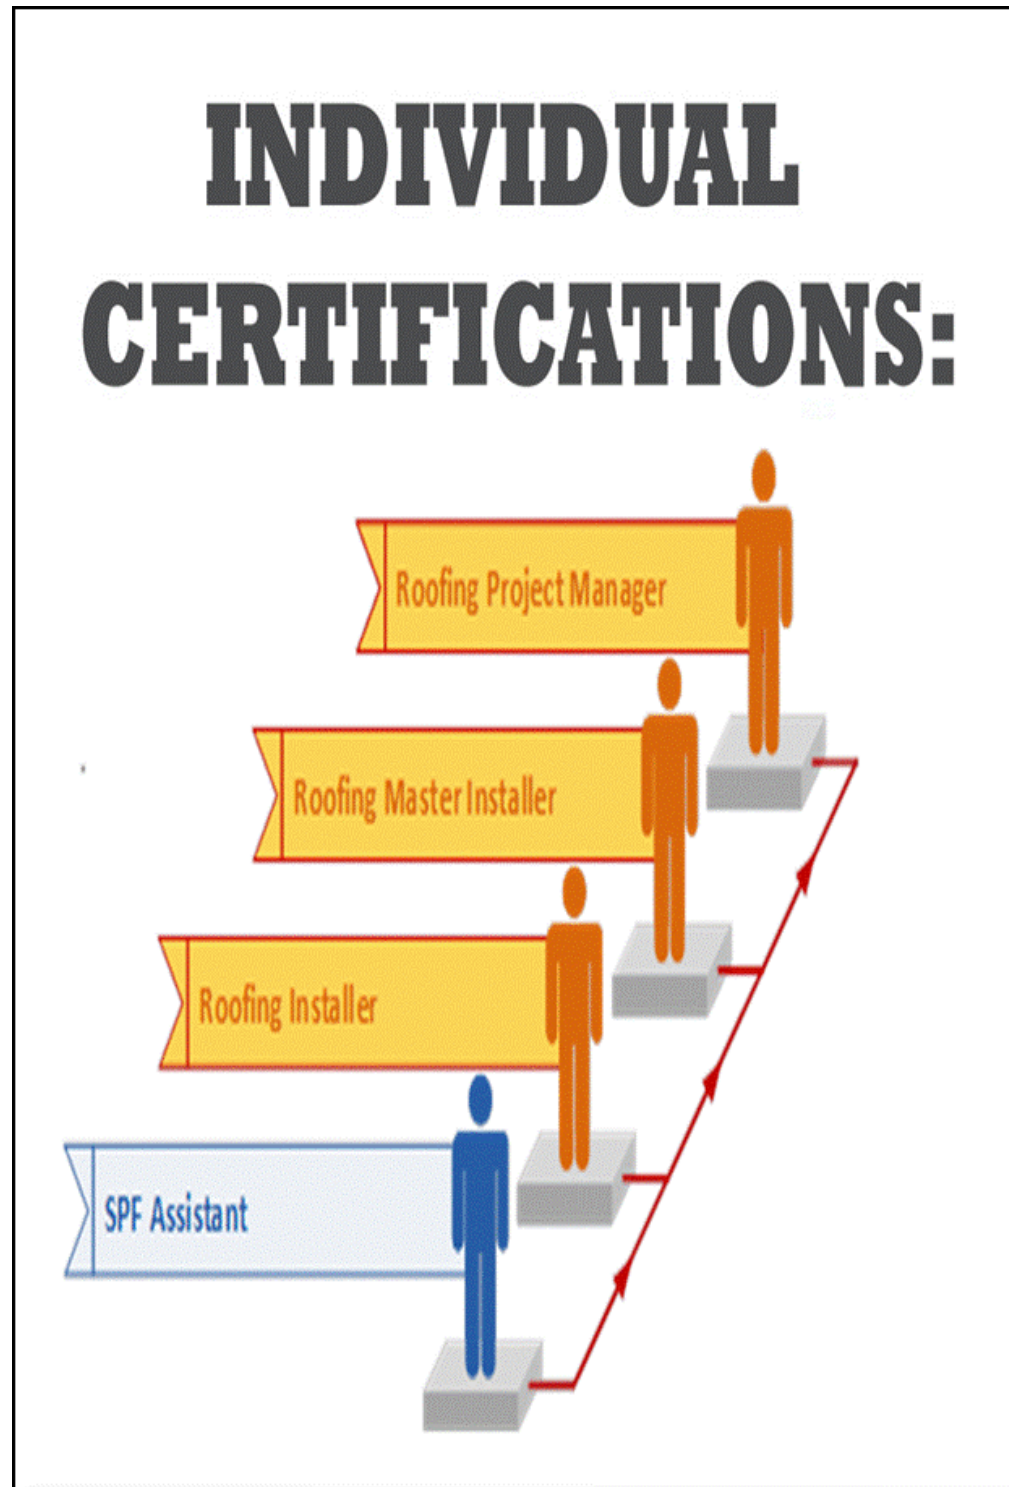 INDIVIDUAL
CERTIFICATIONS:
Roofing Project Manager
Roofing Master Installer
Roofing Installer
SPF Assistant